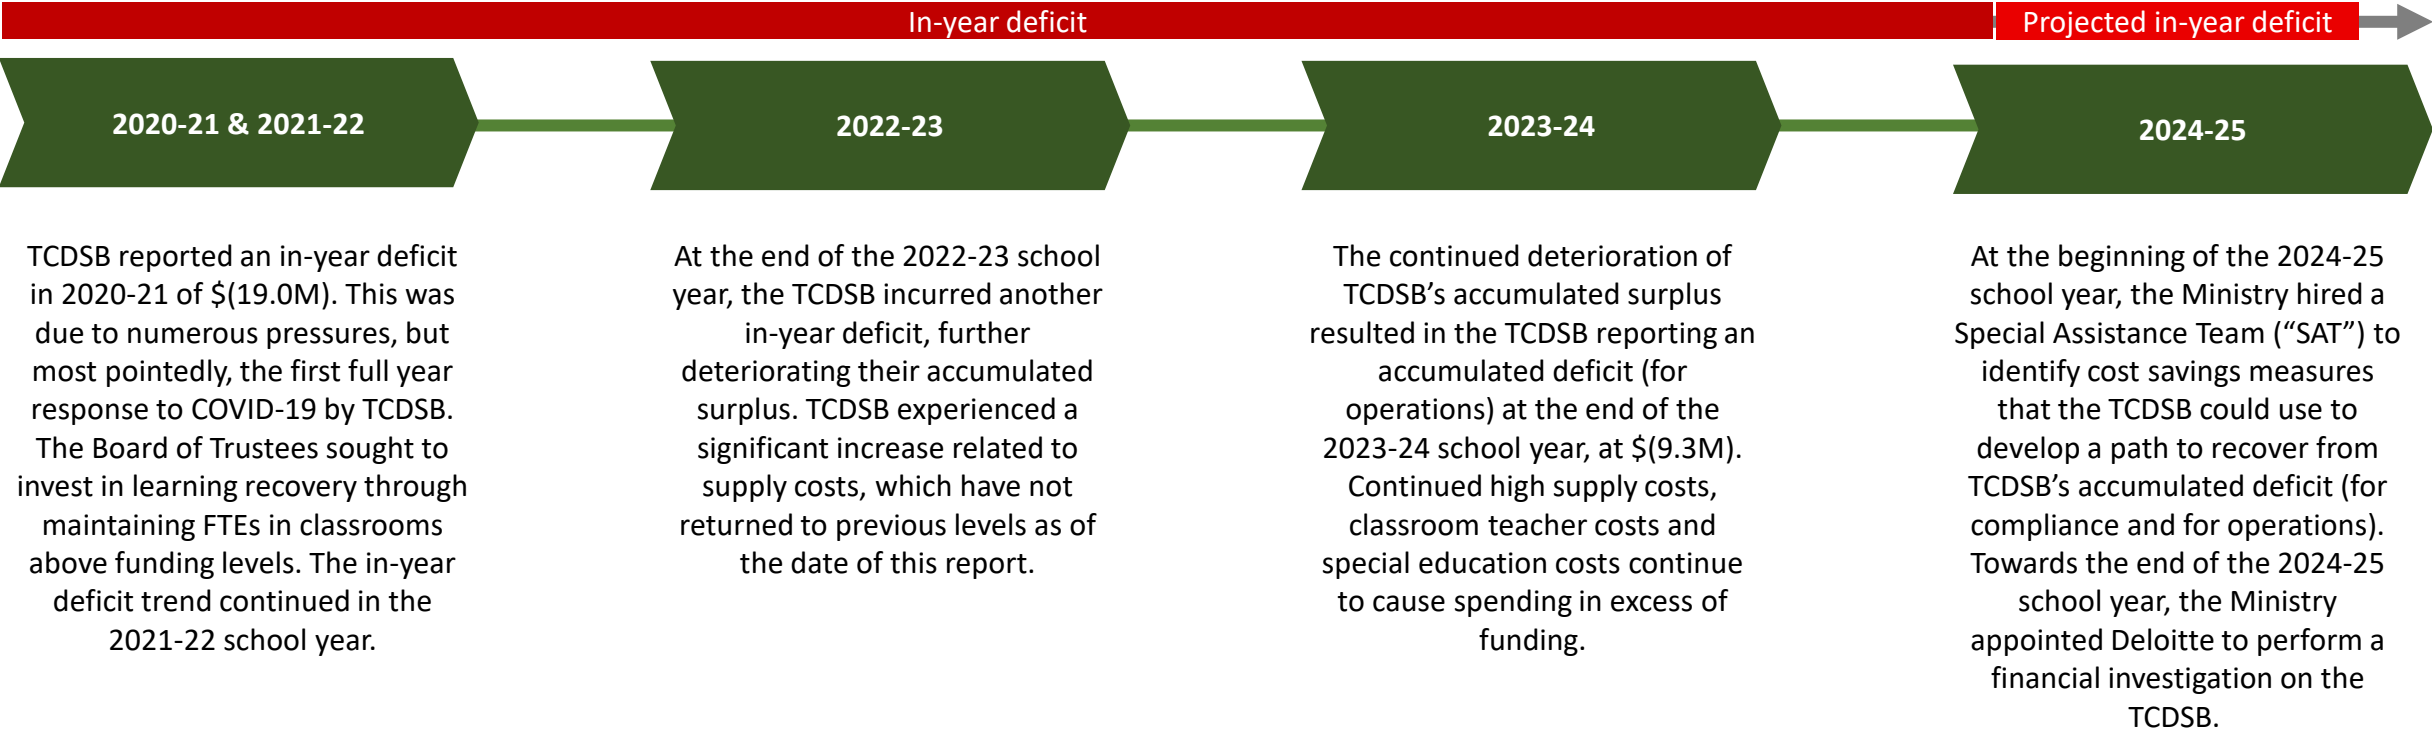 In-year deficit
Projected in-year deficit
2020-21 & 2021-22
2022-23
2023-24
2024-25
TCDSB reported an in-year deficit
in 2020-21 of $(19.0M). This was
due to numerous pressures, but
most pointedly, the first full year
response to COVID-19 by TCDSB.
The Board of Trustees sought to
invest in learning recovery through
maintaining FTEs in classrooms
above funding levels. The in-year
deficit trend continued in the
2021-22 school year.
At the end of the 2022-23 school
year, the TCDSB incurred another
in-year deficit, further
deteriorating their accumulated
surplus. TCDSB experienced a
significant increase related to
supply costs, which have not
returned to previous levels as of
the date of this report.
The continued deterioration of
TCDSB’s accumulated surplus
resulted in the TCDSB reporting an
accumulated deficit (for
operations) at the end of the
2023-24 school year, at $(9.3M).
Continued high supply costs,
classroom teacher costs and
special education costs continue
to cause spending in excess of
funding.
At the beginning of the 2024-25
school year, the Ministry hired a
Special Assistance Team (“SAT”) to
identify cost savings measures
that the TCDSB could use to
develop a path to recover from
TCDSB’s accumulated deficit (for
compliance and for operations).
Towards the end of the 2024-25
school year, the Ministry
appointed Deloitte to perform a
financial investigation on the
TCDSB.